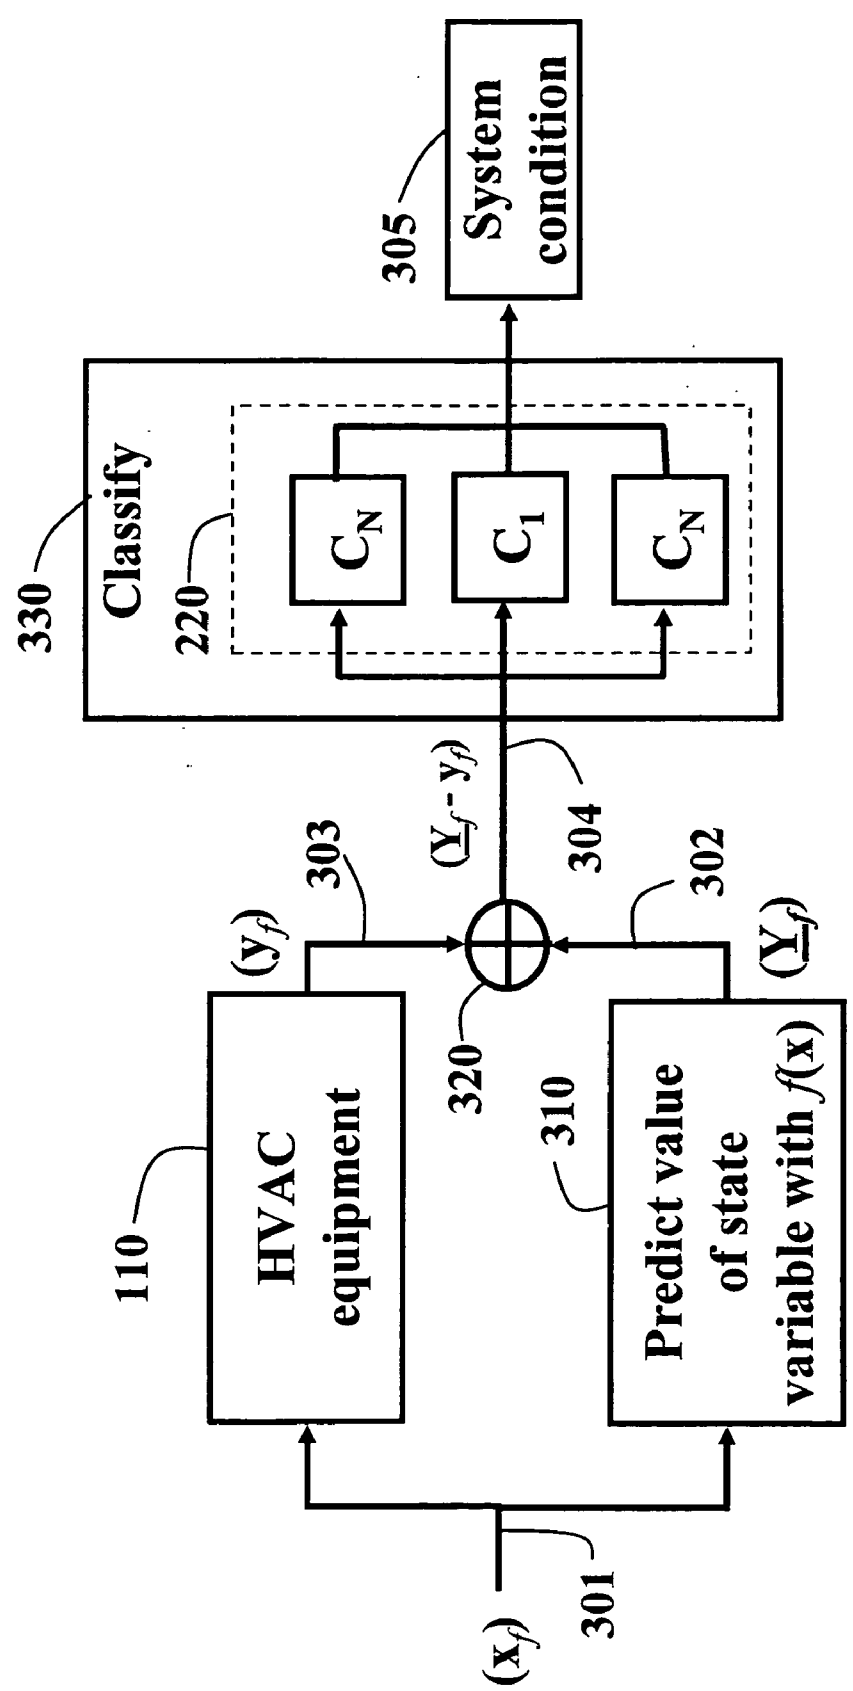 (x_f)
301
110
HVAC
equipment
310
Predict value
of state
variable with f(x)
(y_f)
303
320
302
(Y_f)
(Y_f - y_f)
304
330
Classify
220
C_N
C_1
C_N
305
System
condition